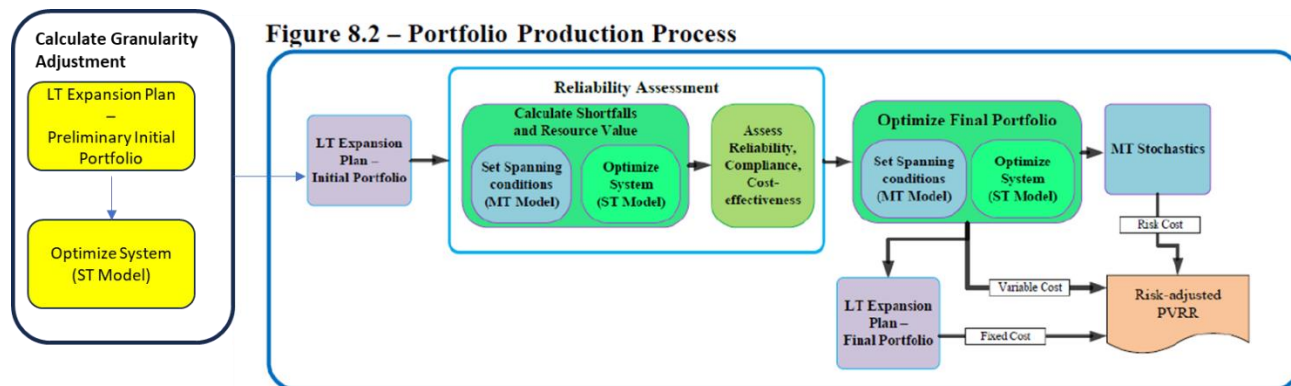 Calculate Granularity
Adjustment
LT Expansion Plan
–
Preliminary Initial
Portfolio
Optimize System
(ST Model)
Figure 8.2 – Portfolio Production Process
LT Expansion
Plan –
Initial Portfolio
Reliability Assessment
Calculate Shortfalls
and Resource Value
Set Spanning
conditions
(MT Model)
Optimize
System
(ST Model)
Assess
Reliability,
Compliance,
Cost-
effectiveness
Optimize Final Portfolio
Set Spanning
conditions
(MT Model)
Optimize
System
(ST Model)
MT Stochastics
Risk Cost
Variable Cost
LT Expansion
Plan –
Final Portfolio
Fixed Cost
Risk-adjusted
PVRR